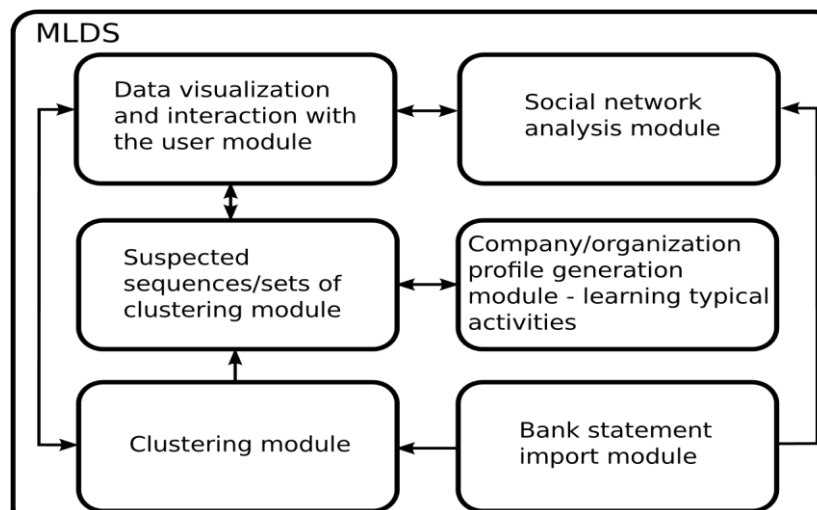 MLDS
Data visualization
and interaction with
the user module
Social network
analysis module
Suspected
sequences/sets of
clustering module
Company/organization
profile generation
module - learning typical
activities
Clustering module
Bank statement
import module